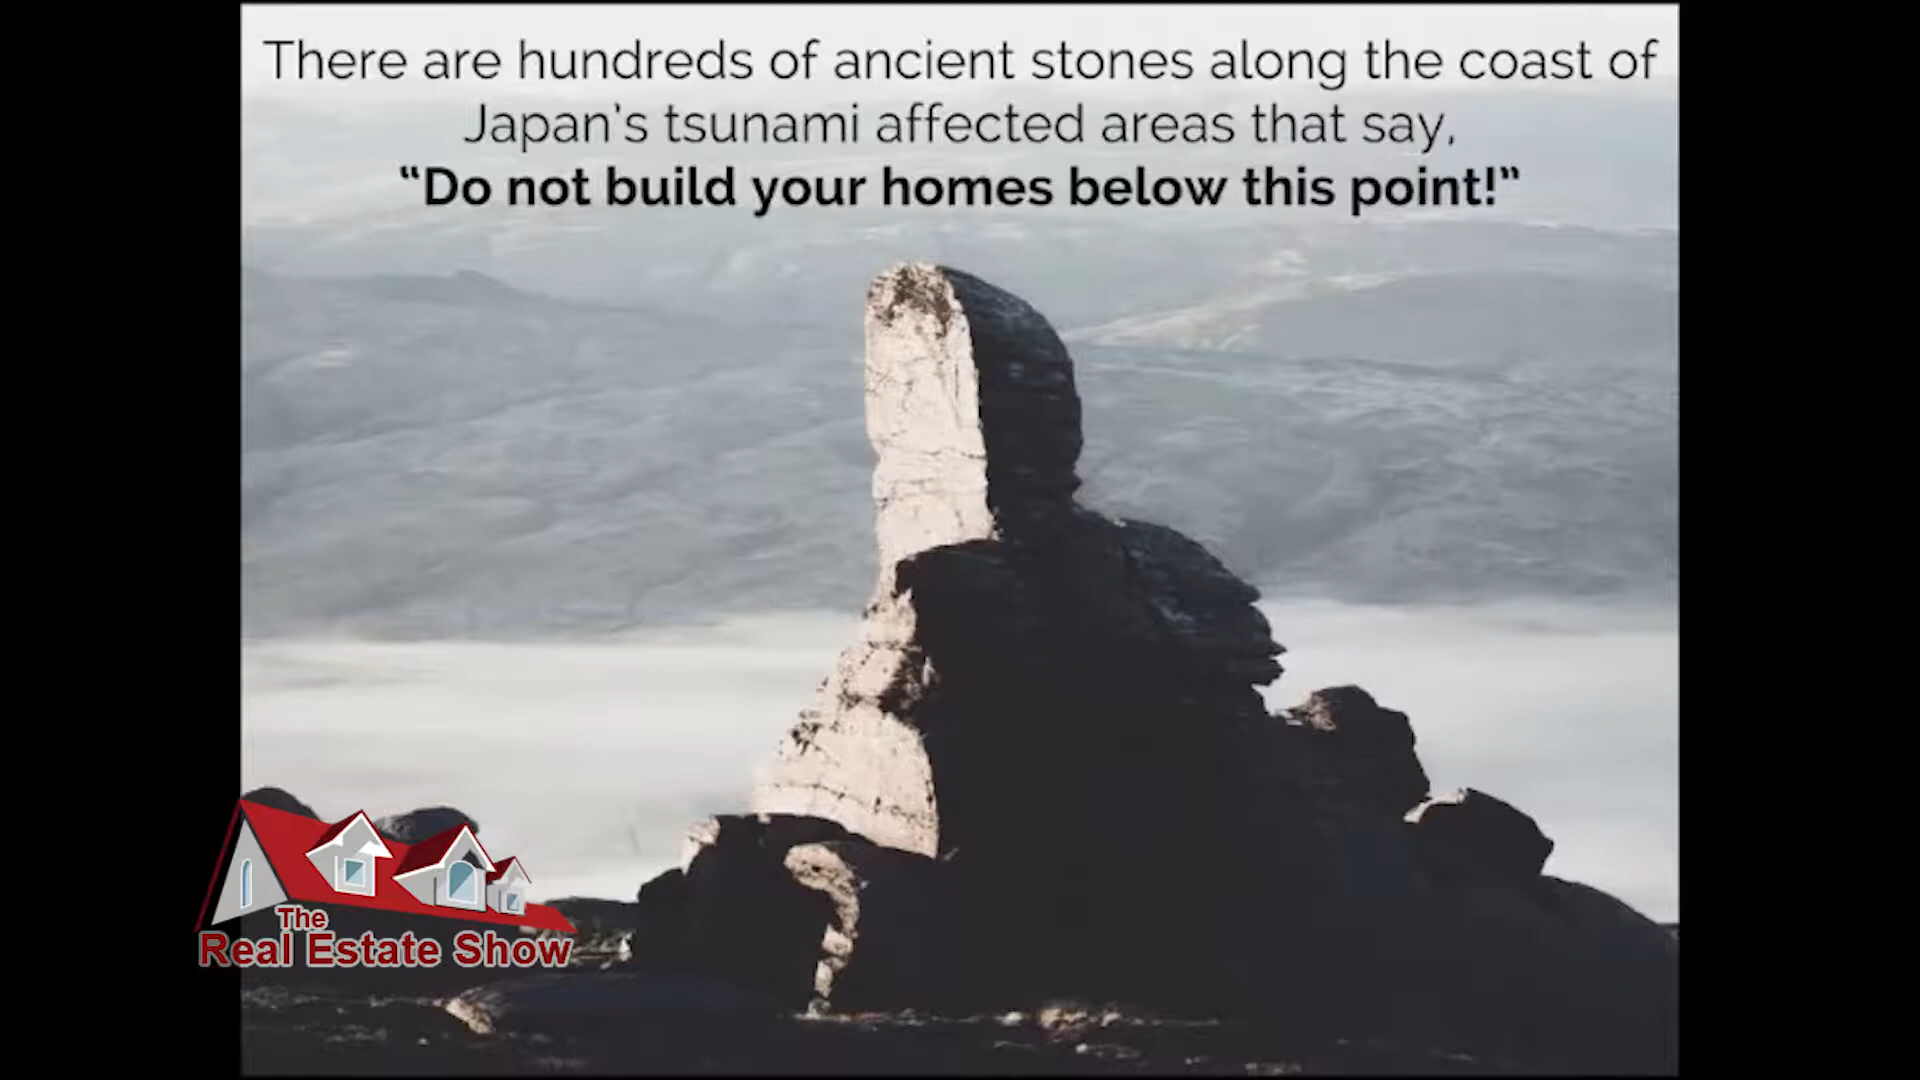 There are hundreds of ancient stones along the coast of
Japan's tsunami affected areas that say,
“Do not build your homes below this point!”
The
Real Estate Show